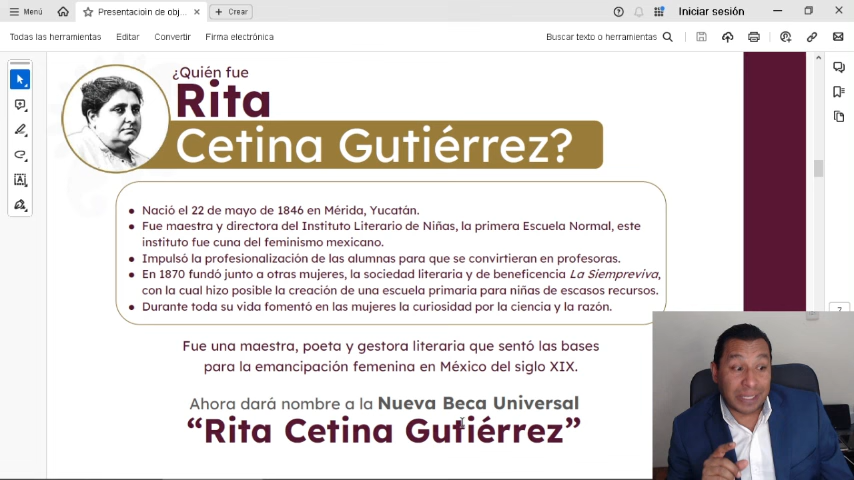 Menú
Presentacioin de obj...
+ Crear
Iniciar sesión
Todas las herramientas
Editar
Convertir
Firma electrónica
Buscar texto o herramientas
¿Quién fue
Rita
Cetina Gutiérrez?
• Nació el 22 de mayo de 1846 en Mérida, Yucatán.
• Fue maestra y directora del Instituto Literario de Niñas, la primera Escuela Normal, este
instituto fue cuna del feminismo mexicano.
• Impulsó la profesionalización de las alumnas para que se convirtieran en profesoras.
• En 1870 fundó junto a otras mujeres, la sociedad literaria y de beneficencia La Siempreviva,
con la cual hizo posible la creación de una escuela primaria para niñas de escasos recursos.
• Durante toda su vida fomentó en las mujeres la curiosidad por la ciencia y la razón.
Fue una maestra, poeta y gestora literaria que sentó las bases
para la emancipación femenina en México del siglo XIX.
Ahora dará nombre a la Nueva Beca Universal
“Rita Cetina Gutiérrez”